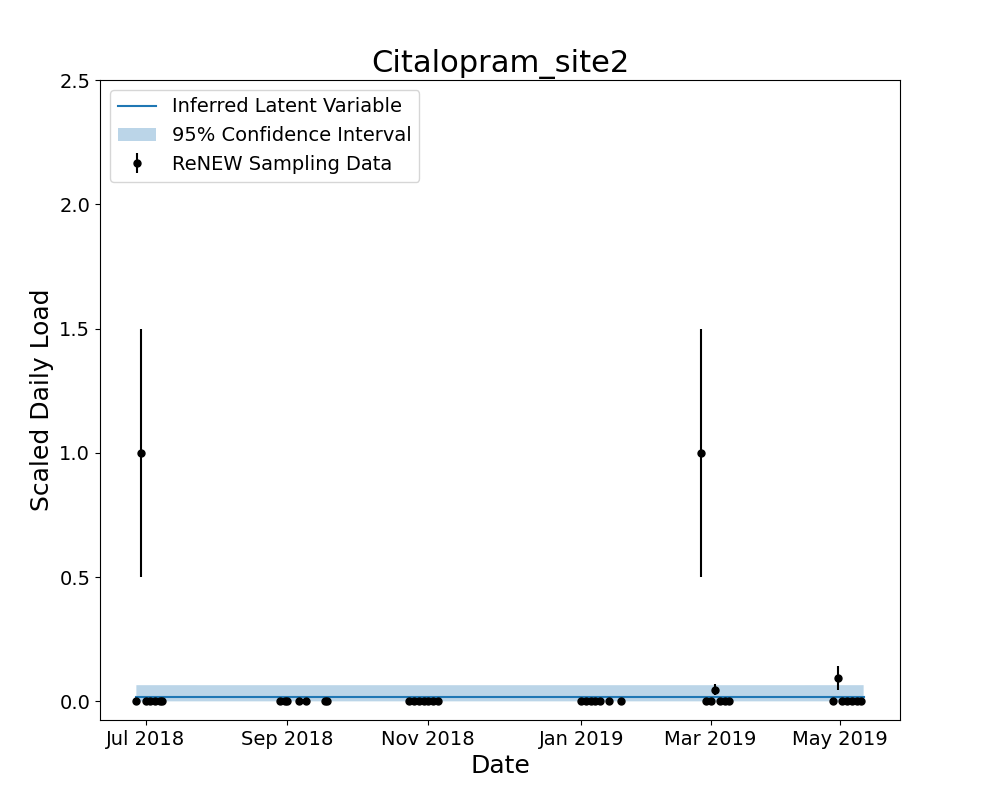 Citalopram_site2
2.5
2.0
1.5
1.0
0.5
0.0
Scaled Daily Load
Inferred Latent Variable
95% Confidence Interval
ReNEW Sampling Data
Jul 2018 Sep 2018 Nov 2018 Jan 2019 Mar 2019 May 2019
Date